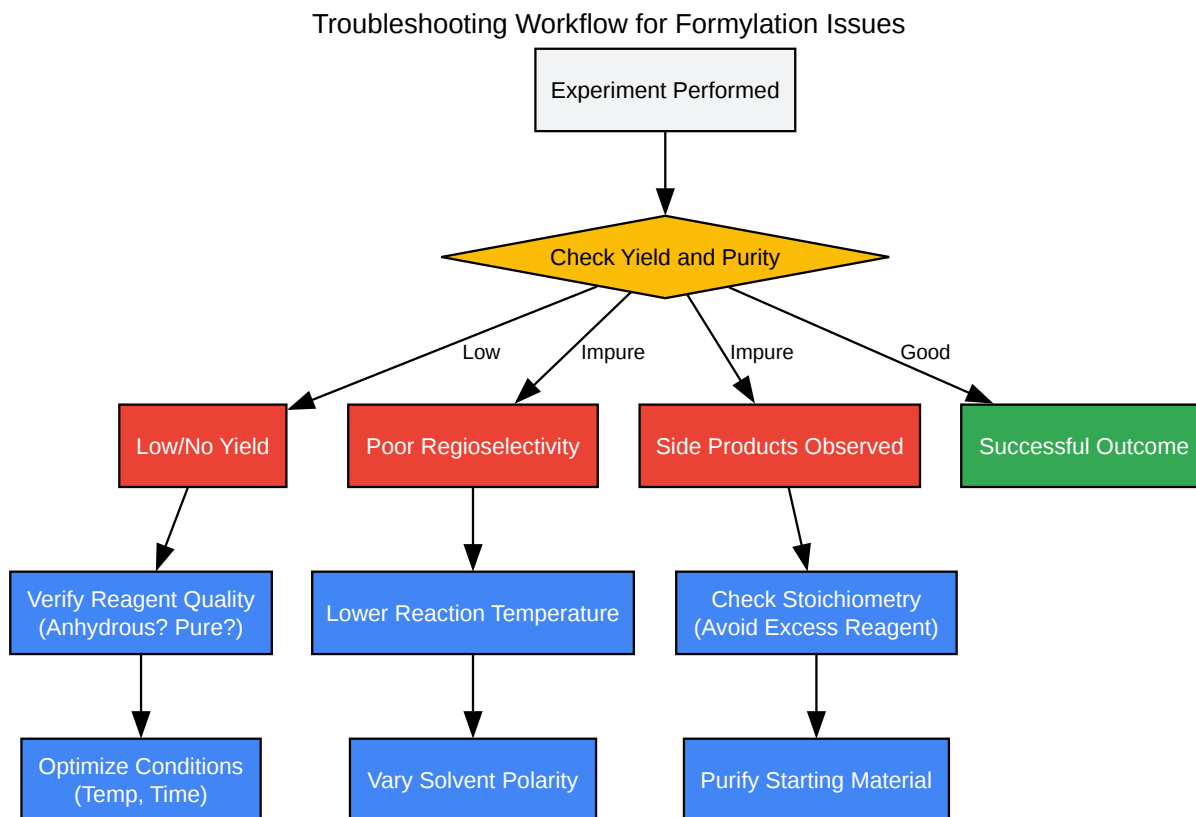 Troubleshooting Workflow for Formylation Issues
Experiment Performed
Check Yield and Purity
Low
Impure
Impure
Good
Low/No Yield
Poor Regioselectivity
Side Products Observed
Successful Outcome
Verify Reagent Quality
(Anhydrous? Pure?)
Lower Reaction Temperature
Check Stoichiometry
(Avoid Excess Reagent)
Optimize Conditions
(Temp, Time)
Vary Solvent Polarity
Purify Starting Material